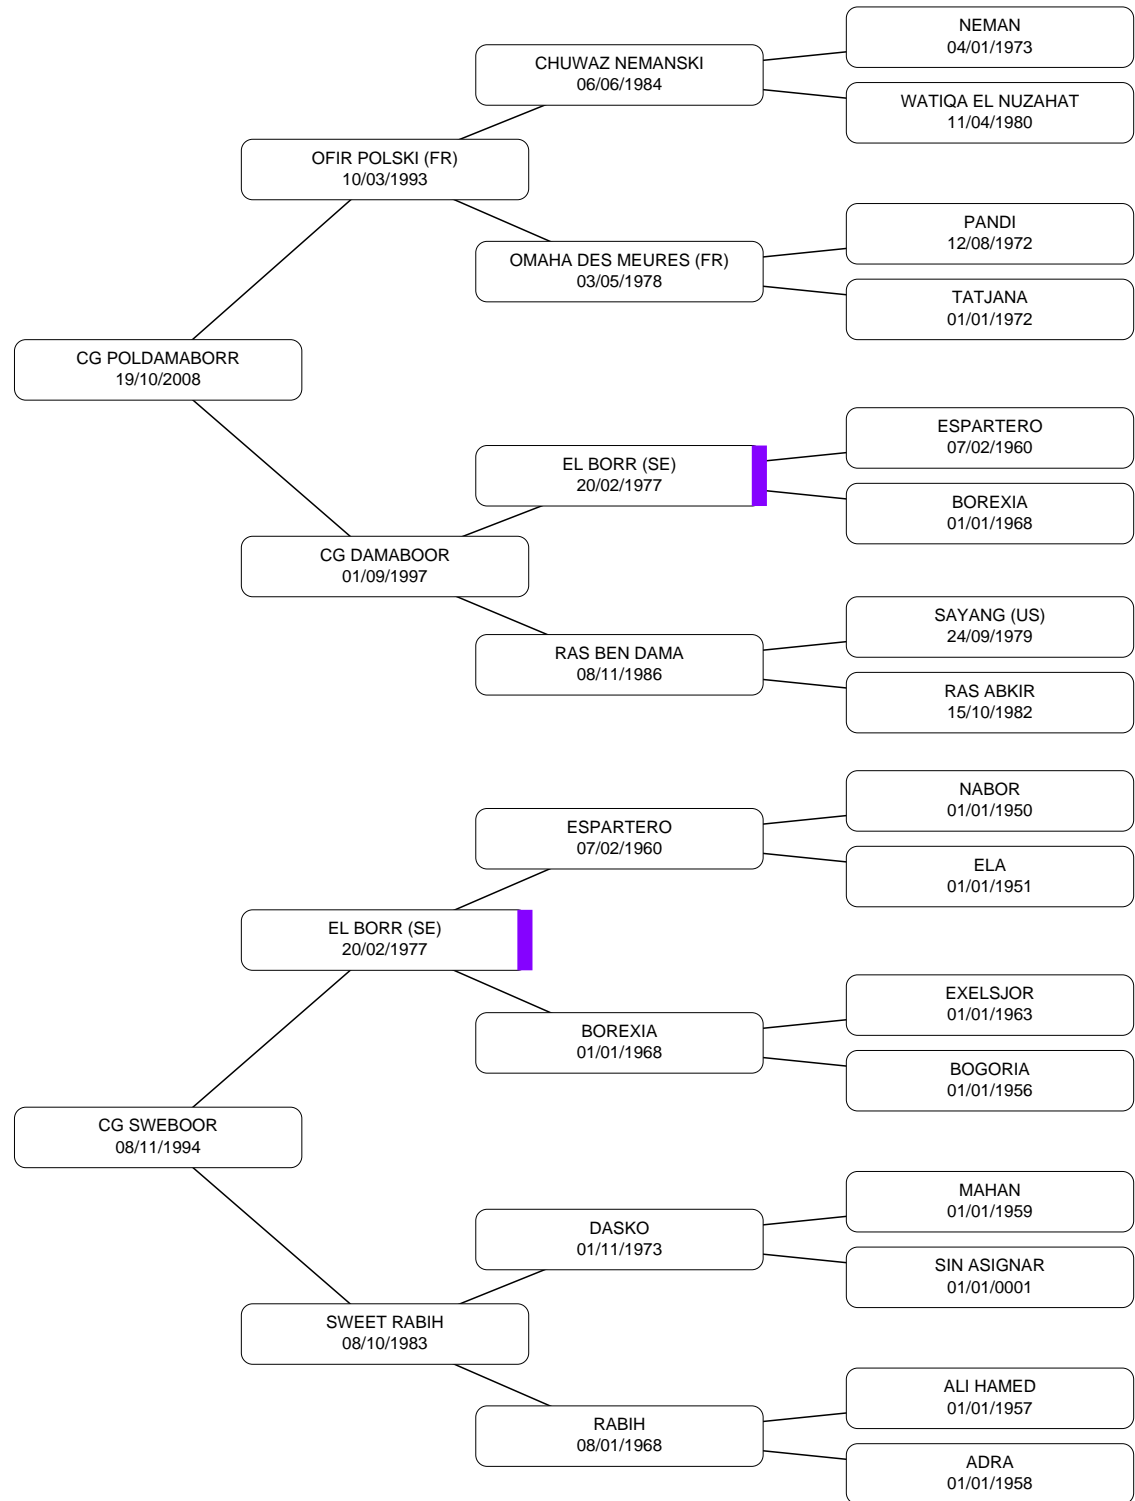 NEMAN
04/01/1973
CHUWAZ NEMANSKI
06/06/1984
WATIQA EL NUZAHAT
11/04/1980
OFIR POLSKI (FR)
10/03/1993
PANDI
12/08/1972
OMAHA DES MEURES (FR)
03/05/1978
TATJANA
01/01/1972
CG POLDAMABORR
19/10/2008
ESPARTERO
07/02/1960
EL BORR (SE)
20/02/1977
BOREXIA
01/01/1968
CG DAMABOOR
01/09/1997
SAYANG (US)
24/09/1979
RAS BEN DAMA
08/11/1986
RAS ABKIR
15/10/1982
NABOR
01/01/1950
ESPARTERO
07/02/1960
ELA
01/01/1951
EL BORR (SE)
20/02/1977
EXELSJOR
01/01/1963
BOREXIA
01/01/1968
BOGORIA
01/01/1956
CG SWEBOOR
08/11/1994
MAHAN
01/01/1959
DASKO
01/11/1973
SIN ASIGNAR
01/01/0001
SWEET RABIH
08/10/1983
ALI HAMED
01/01/1957
RABIH
08/01/1968
ADRA
01/01/1958